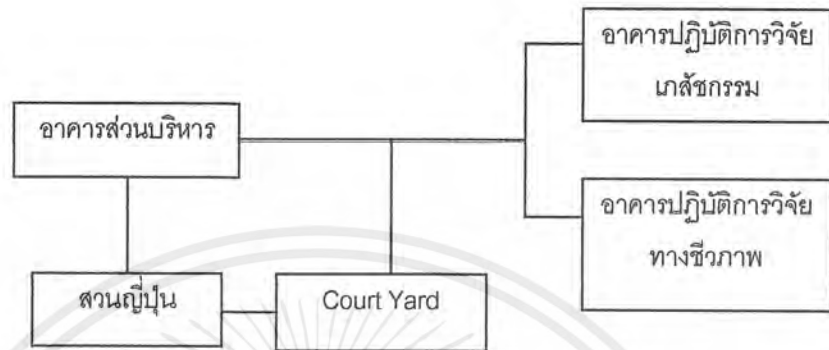 อาคารปฏิบัติการวิจัย
เภสัชกรรม
อาคารส่วนบริหาร
อาคารปฏิบัติการวิจัย
ทางชีวภาพ
สวนญี่ปุ่น
Court Yard